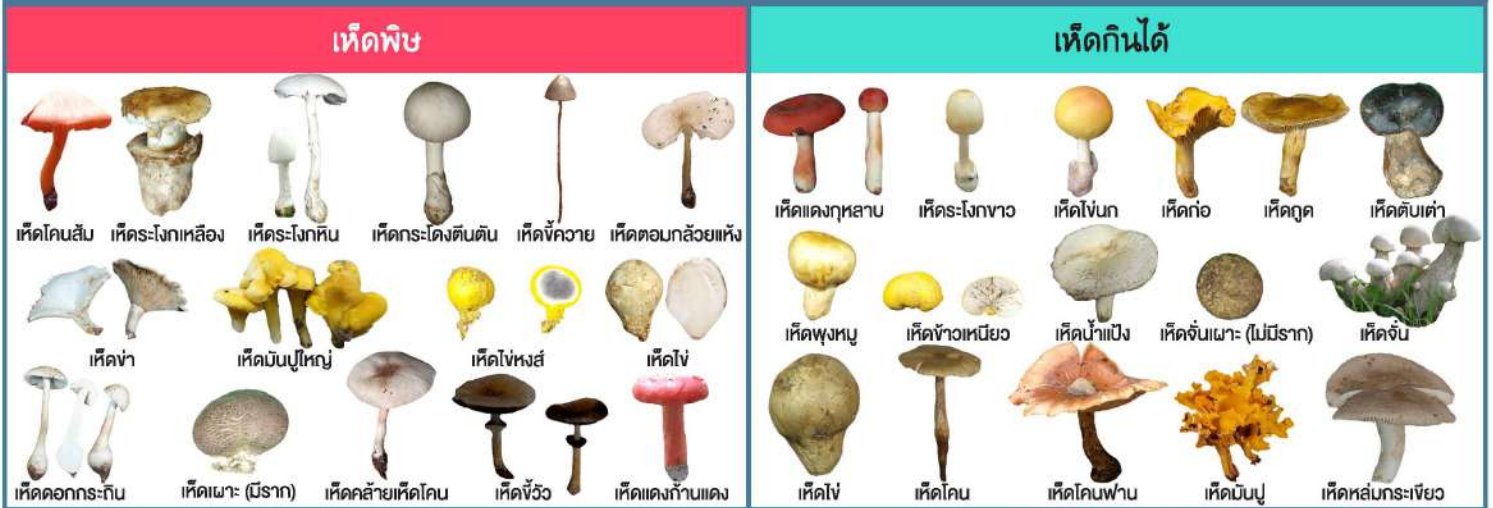 เห็ดพิษ
เห็ดกินได้
เห็ดโคนส้ม เห็ดระโงกเหลือง เห็ดระโงกหิน เห็ดกระโดงตีนตัน เห็ดขี้ควาย เห็ดตอมกล้วยแห้ง
เห็ดข่า เห็ดมันปูใหญ่ เห็ดไข่หงส์ เห็ดไข่
เห็ดดอกกระถิน เห็ดเผาะ (มีราก) เห็ดคล้ายเห็ดโคน เห็ดขี้วัว เห็ดแดงก้านแดง
เห็ดแดงกุหลาบ เห็ดระโงกขาว เห็ดไข่นก เห็ดก่อ เห็ดถูด เห็ดตับเต่า
เห็ดพุงหมู เห็ดข้าวเหนียว เห็ดน้ำแป้ง เห็ดจั่นเผาะ (ไม่มีราก) เห็ดจั่น
เห็ดไข่ เห็ดโคน เห็ดโคนฟาน เห็ดมันปู เห็ดหล่มกระเขียว